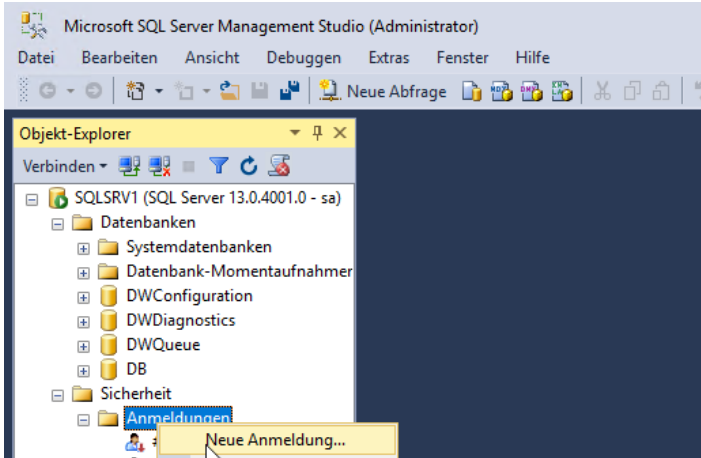 Microsoft SQL Server Management Studio (Administrator)
Datei Bearbeiten Ansicht Debuggen Extras Fenster Hilfe
Neue Abfrage
Objekt-Explorer
Verbinden
SQLSRV1 (SQL Server 13.0.4001.0 - sa)
Datenbanken
Systemdatenbanken
Datenbank-Momentaufnahmer
DWConfiguration
DWDiagnostics
DWQueue
DB
Sicherheit
Anmeldungen
Neue Anmeldung...